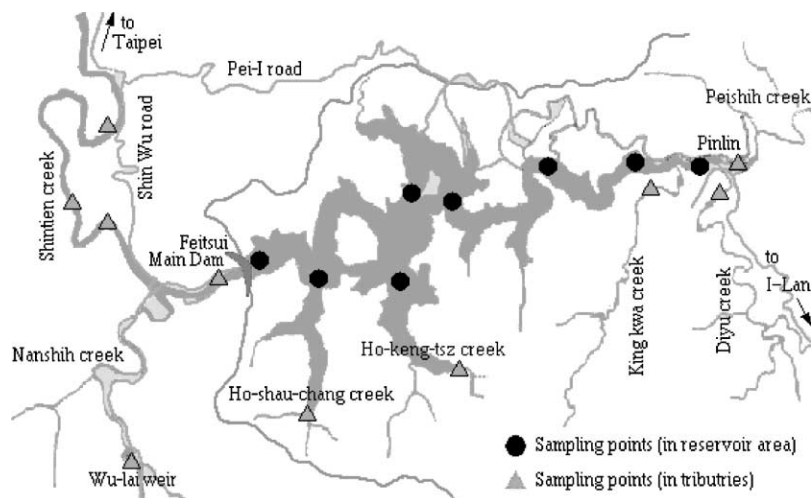 to
Taipei
Pei-I road
Peishih creek
Shin Wu road
Pinlin
Shintien creek
Feitsui
Main Dam
to
I-Lan
King kwa creek
Diyu creek
Nanshih creek
Ho-keng-tsz creek
Ho-shau-chang creek
Wu-lai weir
Sampling points (in reservoir area)
Sampling points (in tributries)